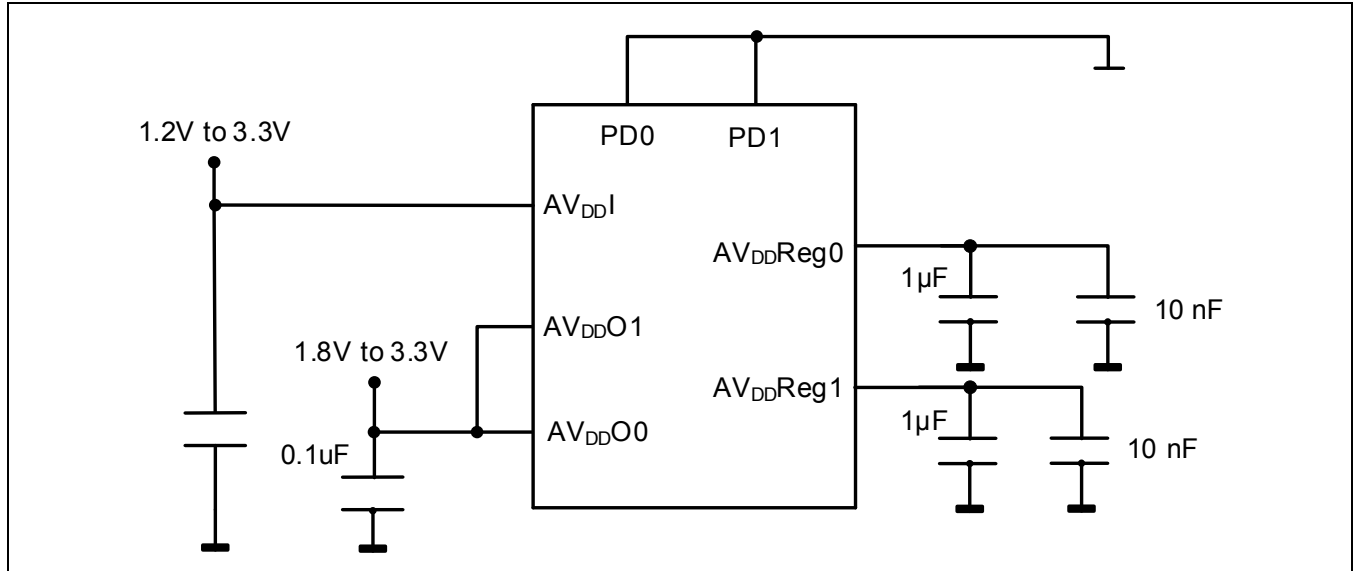 PD0 PD1
1.2V to 3.3V
AVDDI
AVDDReg0
1µF
10 nF
AVDDO1
1.8V to 3.3V
AVDDReg1
AVDDO0
1µF
0.1uF
10 nF